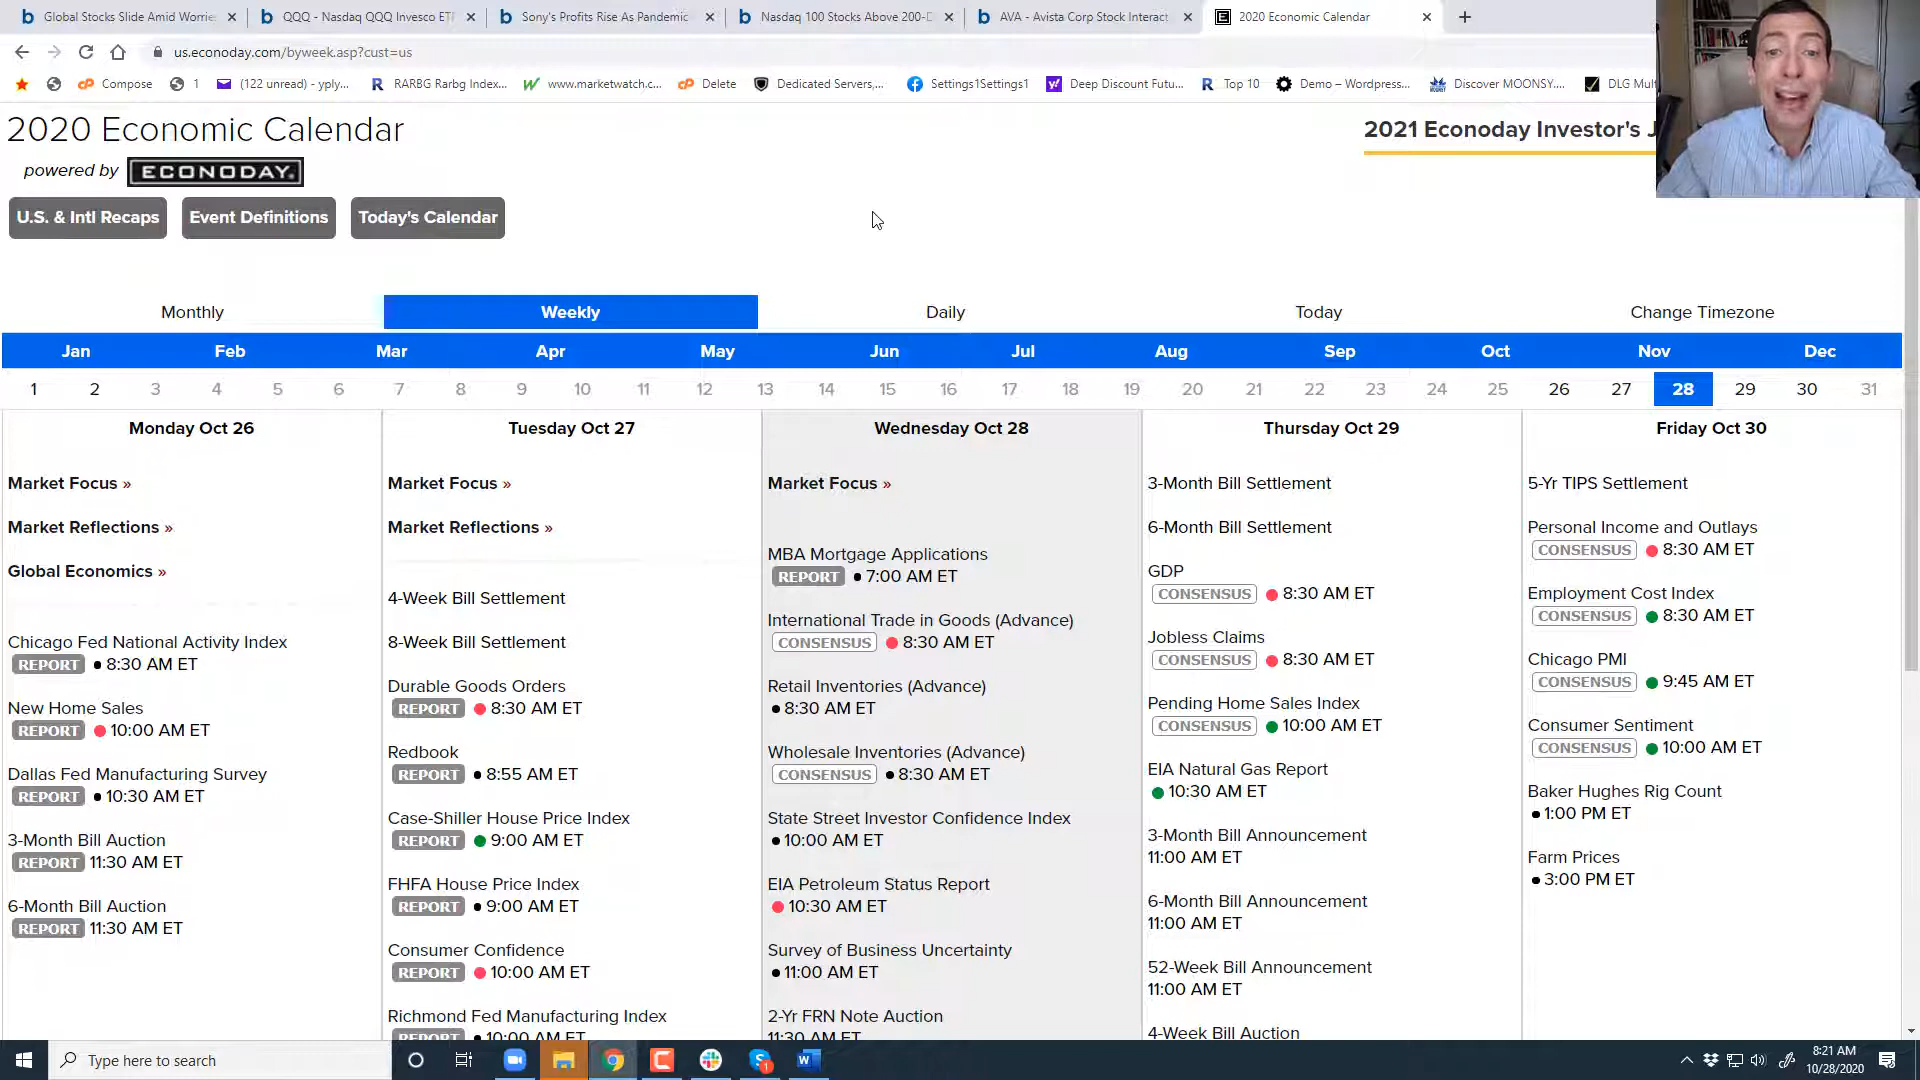 Global Stocks Slide Amid Worrie
QQQ - Nasdaq QQQ Invesco ETF
Sony's Profits Rise As Pandemic
Nasdaq 100 Stocks Above 200-D
AVA - Avista Corp Stock Interact
2020 Economic Calendar
us.econoday.com/byweek.asp?cust=us
Compose
1
(122 unread) - yply...
RARBG Rarbg Index...
www.marketwatch.c...
Delete
Dedicated Servers,...
Settings1Settings1
Deep Discount Futu...
Top 10
Demo – Wordpress...
Discover MOONSY....
DLG Mult
2020 Economic Calendar
2021 Econoday Investor's J
powered by ECONODAY
U.S. & Intl Recaps
Event Definitions
Today's Calendar
Monthly
Weekly
Daily
Today
Change Timezone
Jan Feb Mar Apr May Jun Jul Aug Sep Oct Nov Dec
1 2 3 4 5 6 7 8 9 10 11 12 13 14 15 16 17 18 19 20 21 22 23 24 25 26 27 28 29 30 31
Monday Oct 26
Market Focus »
Market Reflections »
Global Economics »
Chicago Fed National Activity Index
REPORT 8:30 AM ET
New Home Sales
REPORT 10:00 AM ET
Dallas Fed Manufacturing Survey
REPORT 10:30 AM ET
3-Month Bill Auction
REPORT 11:30 AM ET
6-Month Bill Auction
REPORT 11:30 AM ET
Tuesday Oct 27
Market Focus »
Market Reflections »
4-Week Bill Settlement
8-Week Bill Settlement
Durable Goods Orders
REPORT 8:30 AM ET
Redbook
REPORT 8:55 AM ET
Case-Shiller House Price Index
REPORT 9:00 AM ET
FHFA House Price Index
REPORT 9:00 AM ET
Consumer Confidence
REPORT 10:00 AM ET
Richmond Fed Manufacturing Index
REPORT 10:00 AM ET
Wednesday Oct 28
Market Focus »
MBA Mortgage Applications
REPORT 7:00 AM ET
International Trade in Goods (Advance)
CONSENSUS 8:30 AM ET
Retail Inventories (Advance)
8:30 AM ET
Wholesale Inventories (Advance)
CONSENSUS 8:30 AM ET
State Street Investor Confidence Index
10:00 AM ET
EIA Petroleum Status Report
10:30 AM ET
Survey of Business Uncertainty
11:00 AM ET
2-Yr FRN Note Auction
11:30 AM ET
Thursday Oct 29
3-Month Bill Settlement
6-Month Bill Settlement
GDP
CONSENSUS 8:30 AM ET
Jobless Claims
CONSENSUS 8:30 AM ET
Pending Home Sales Index
CONSENSUS 10:00 AM ET
EIA Natural Gas Report
10:30 AM ET
3-Month Bill Announcement
11:00 AM ET
6-Month Bill Announcement
11:00 AM ET
52-Week Bill Announcement
11:00 AM ET
4-Week Bill Auction
Friday Oct 30
5-Yr TIPS Settlement
Personal Income and Outlays
CONSENSUS 8:30 AM ET
Employment Cost Index
CONSENSUS 8:30 AM ET
Chicago PMI
CONSENSUS 9:45 AM ET
Consumer Sentiment
CONSENSUS 10:00 AM ET
Baker Hughes Rig Count
1:00 PM ET
Farm Prices
3:00 PM ET
Type here to search
8:21 AM
10/28/2020